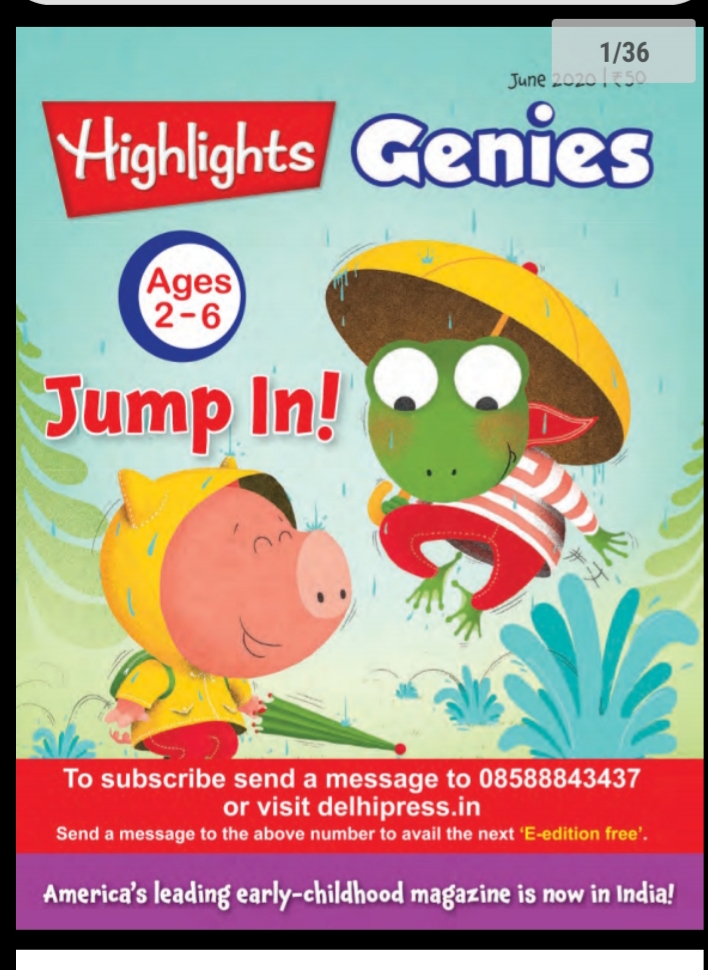 1/36
June 2020 | ₹50
Highlights Genies
Ages
2-6
Jump In!
To subscribe send a message to 08588843437
or visit delhipress.in
Send a message to the above number to avail the next 'E-edition free'.
America's leading early-childhood magazine is now in India!